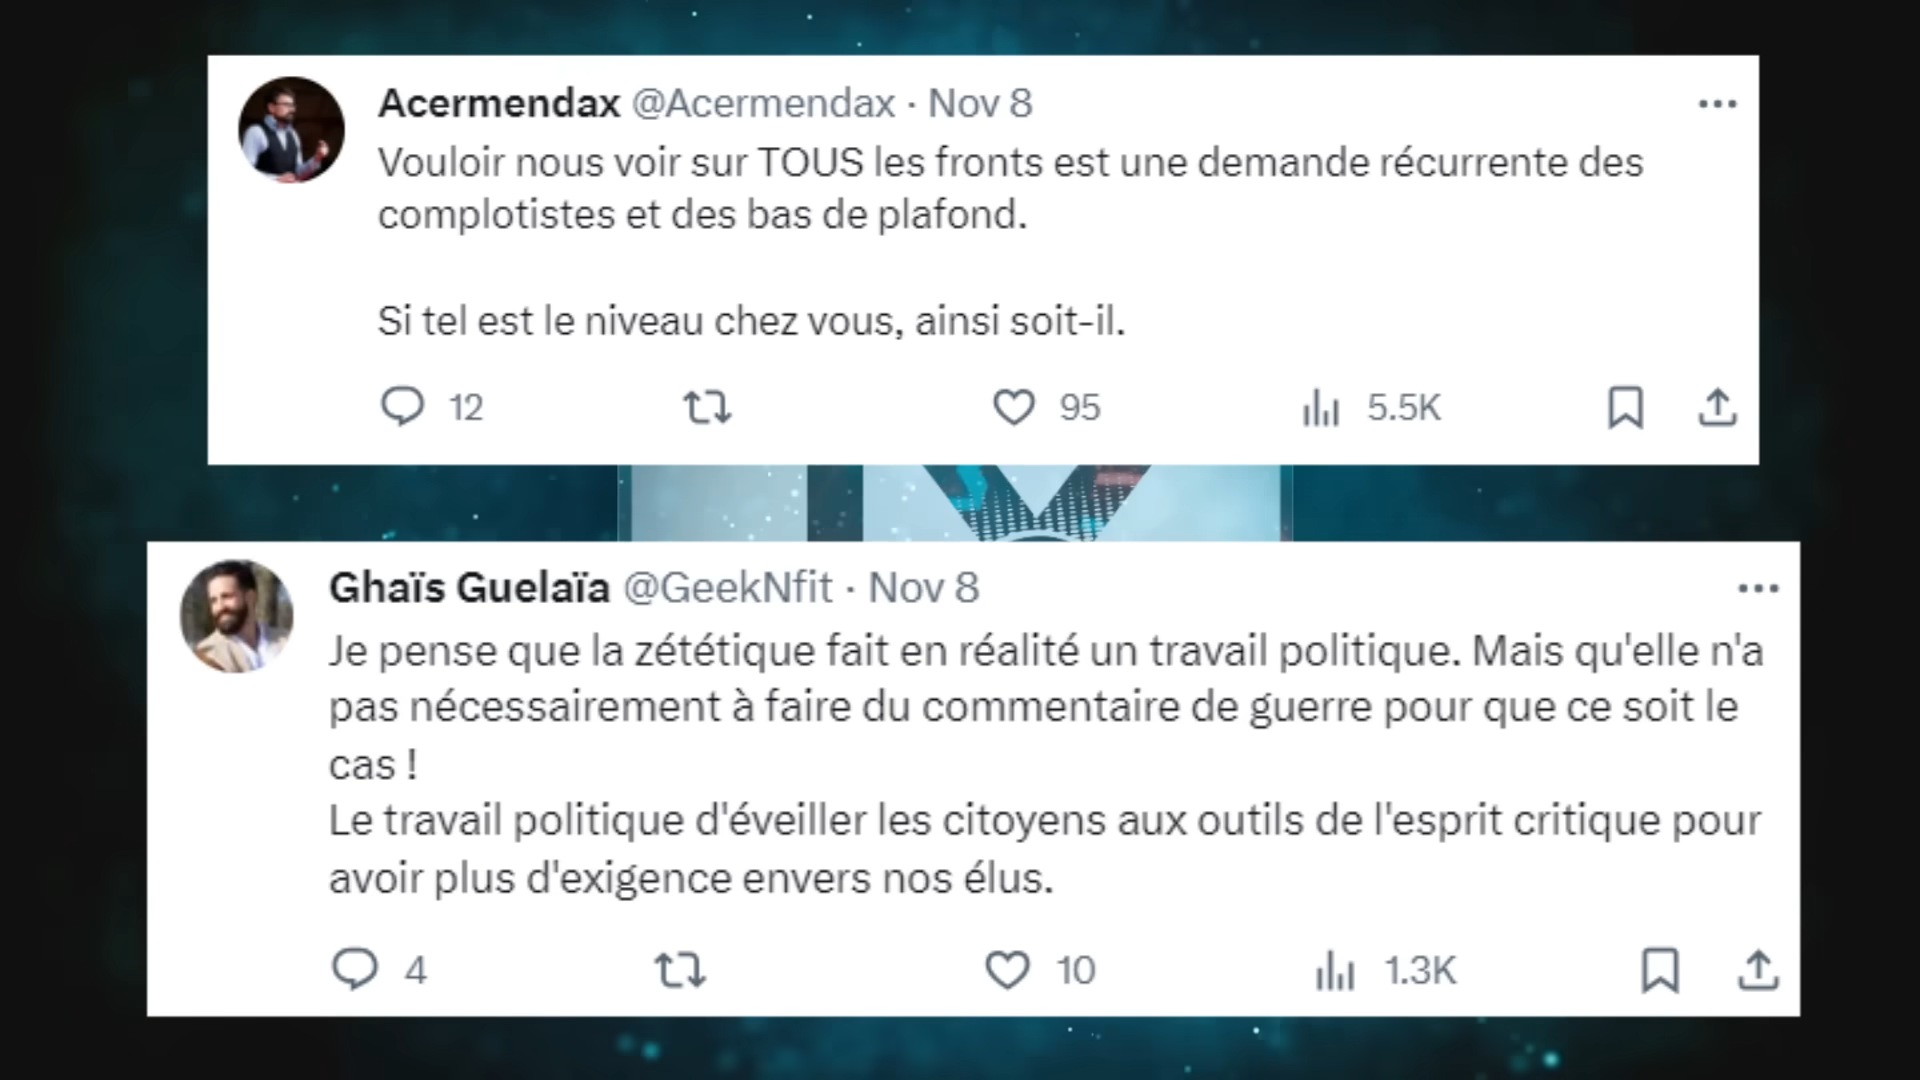 Acermendax @Acermendax · Nov 8
Vouloir nous voir sur TOUS les fronts est une demande récurrente des
complotistes et des bas de plafond.
Si tel est le niveau chez vous, ainsi soit-il.
12 95 5.5K
Ghaïs Guelaïa @GeekNfit · Nov 8
Je pense que la zététique fait en réalité un travail politique. Mais qu'elle n'a
pas nécessairement à faire du commentaire de guerre pour que ce soit le
cas !
Le travail politique d'éveiller les citoyens aux outils de l'esprit critique pour
avoir plus d'exigence envers nos élus.
4 10 1.3K